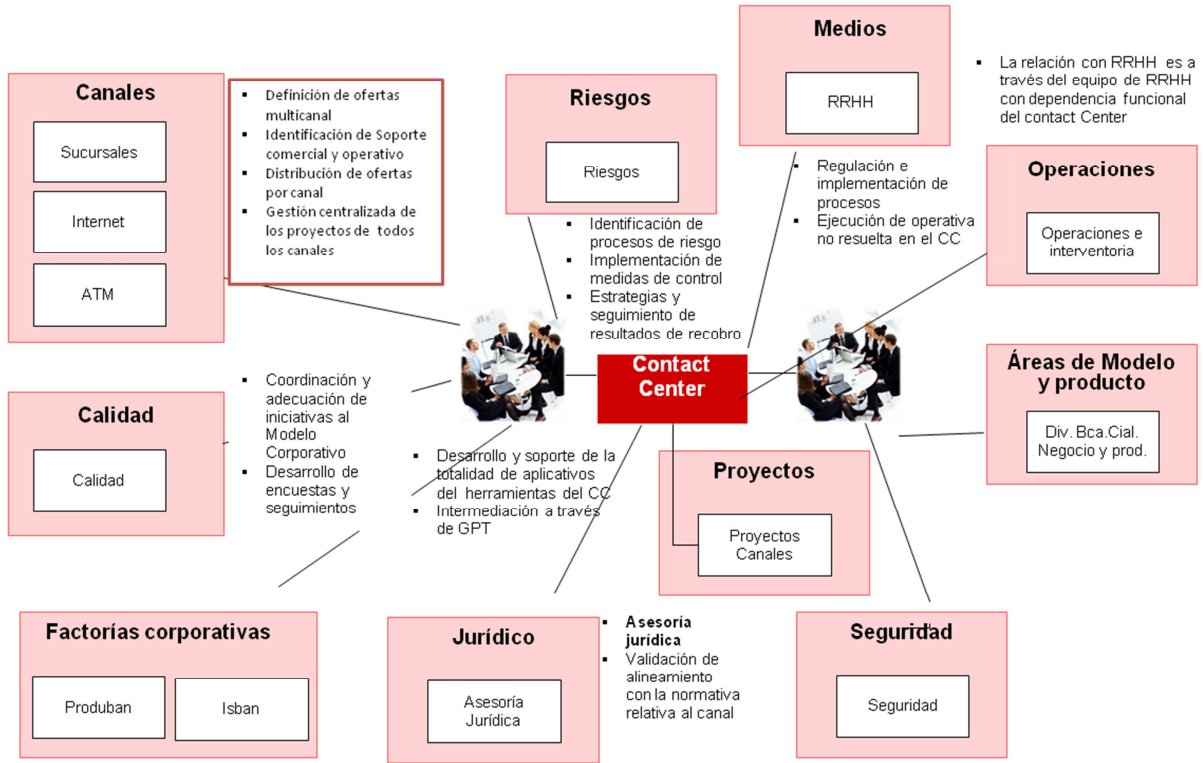 Canales
Sucursales
Internet
ATM
▪ Definición de ofertas
multicanal
▪ Identificación de Soporte
comercial y operativo
▪ Distribución de ofertas
por canal
▪ Gestión centralizada de
los proyectos de todos
los canales
Riesgos
Riesgos
▪ Identificación de
procesos de riesgo
▪ Implementación de
medidas de control
▪ Estrategias y
seguimiento de
resultados de recobro
Medios
RRHH
▪ La relación con RRHH es a
través del equipo de RRHH
con dependencia funcional
del contact Center
▪ Regulación e
implementación de
procesos
▪ Ejecución de operativa
no resuelta en el CC
Operaciones
Operaciones e
interventoria
Contact
Center
Áreas de Modelo
y producto
Div. Bca.Cial.
Negocio y prod.
Calidad
Calidad
▪ Coordinación y
adecuación de
iniciativas al
Modelo
Corporativo
▪ Desarrollo de
encuestas y
seguimientos
▪ Desarrollo y soporte de la
totalidad de aplicativos
del herramientas del CC
▪ Intermediación a través
de GPT
Proyectos
Proyectos
Canales
Factorías corporativas
Produban
Isban
Jurídico
Asesoría
Jurídica
▪ Asesoría
jurídica
▪ Validación de
alineamiento
con la normativa
relativa al canal
Seguridad
Seguridad